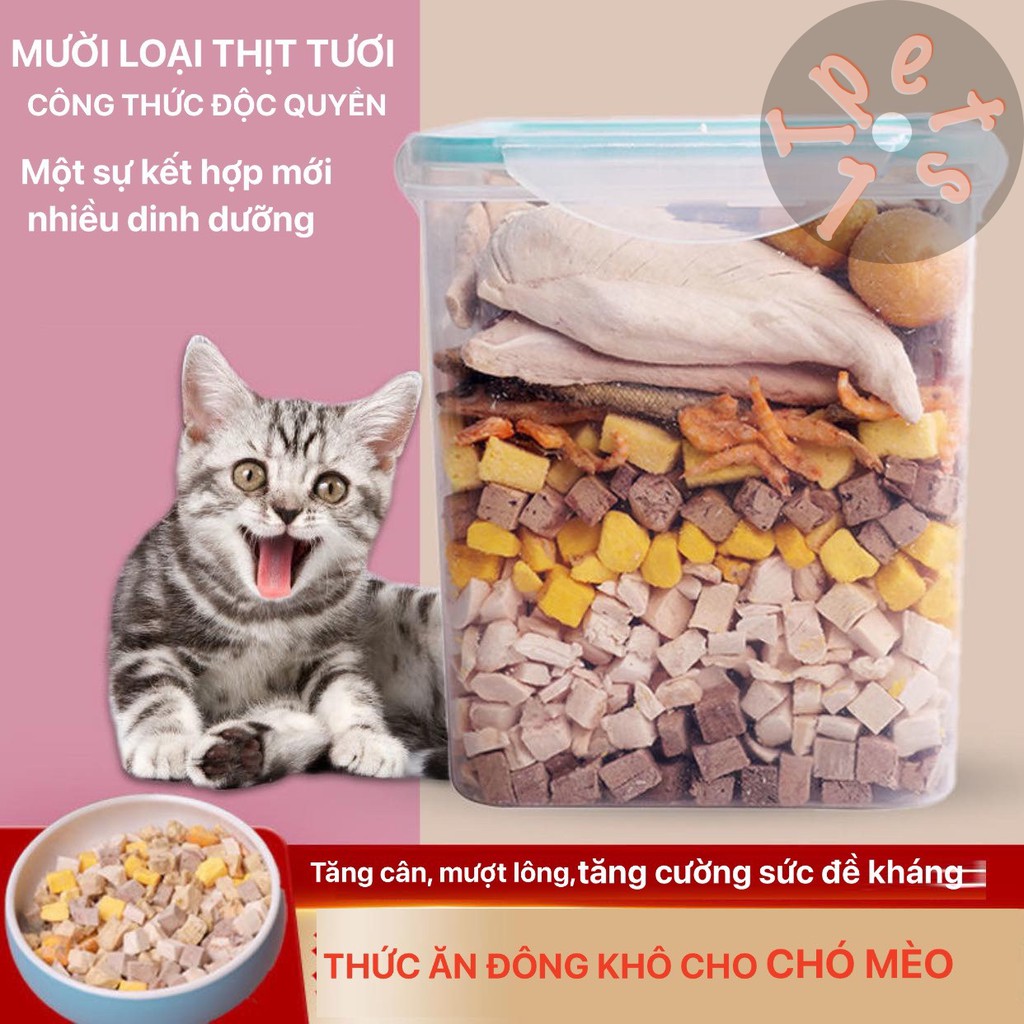 MƯỜI LOẠI THỊT TƯƠI
CÔNG THỨC ĐỘC QUYỀN
Một sự kết hợp mới
nhiều dinh dưỡng
LTpets
Tăng cân, mượt lông,tăng cường sức đề kháng
THỨC ĂN ĐÔNG KHÔ CHO CHÓ MÈO